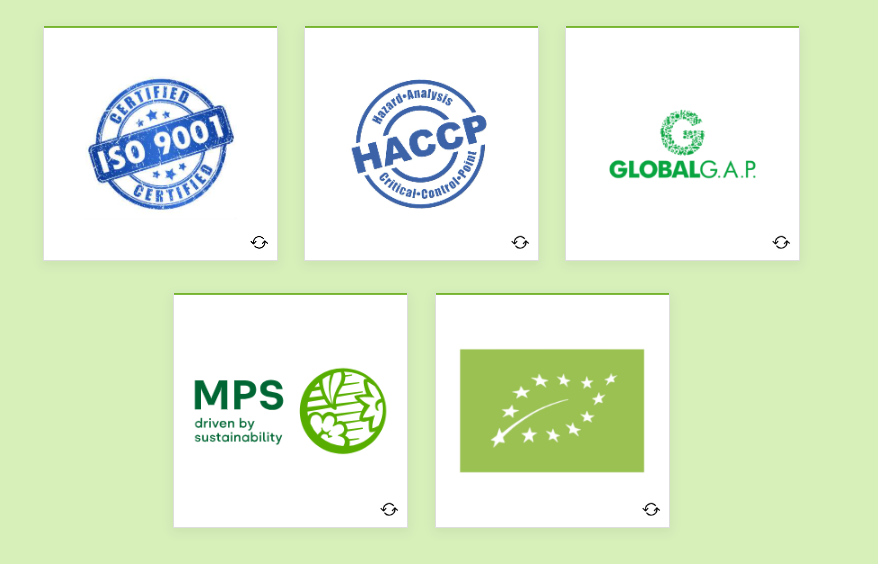 CERTIFIED
ISO 9001
CERTIFIED
Hazard•Analysis
HACCP
Critical•Control•Point
GLOBALG.A.P.
MPS
driven by
sustainability